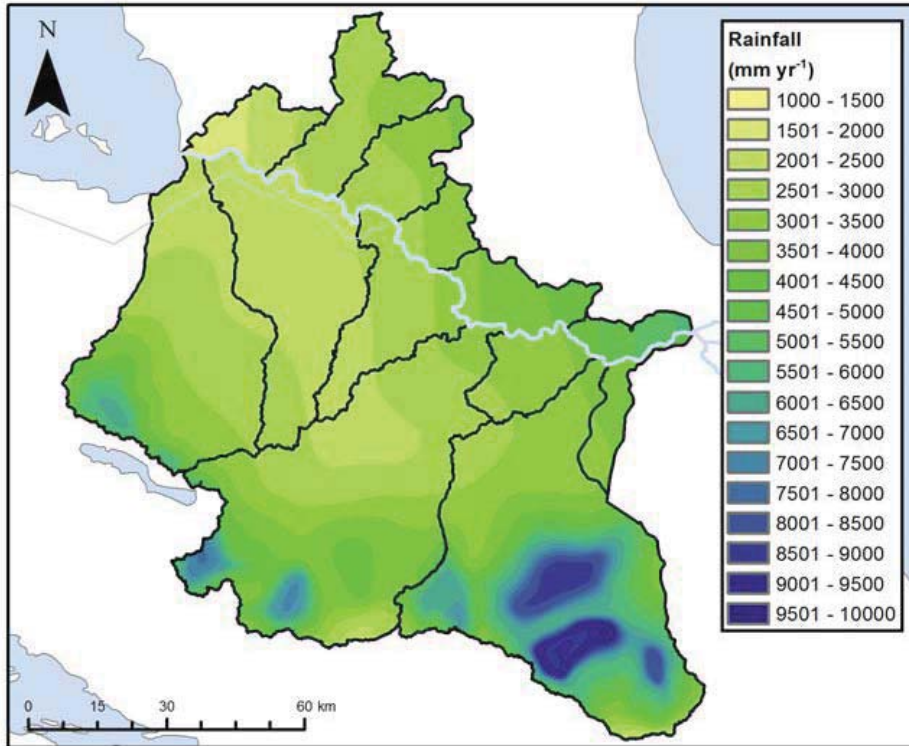 N
Rainfall
(mm yr-1)
1000 - 1500
1501 - 2000
2001 - 2500
2501 - 3000
3001 - 3500
3501 - 4000
4001 - 4500
4501 - 5000
5001 - 5500
5501 - 6000
6001 - 6500
6501 - 7000
7001 - 7500
7501 - 8000
8001 - 8500
8501 - 9000
9001 - 9500
9501 - 10000
0 15 30 60 km